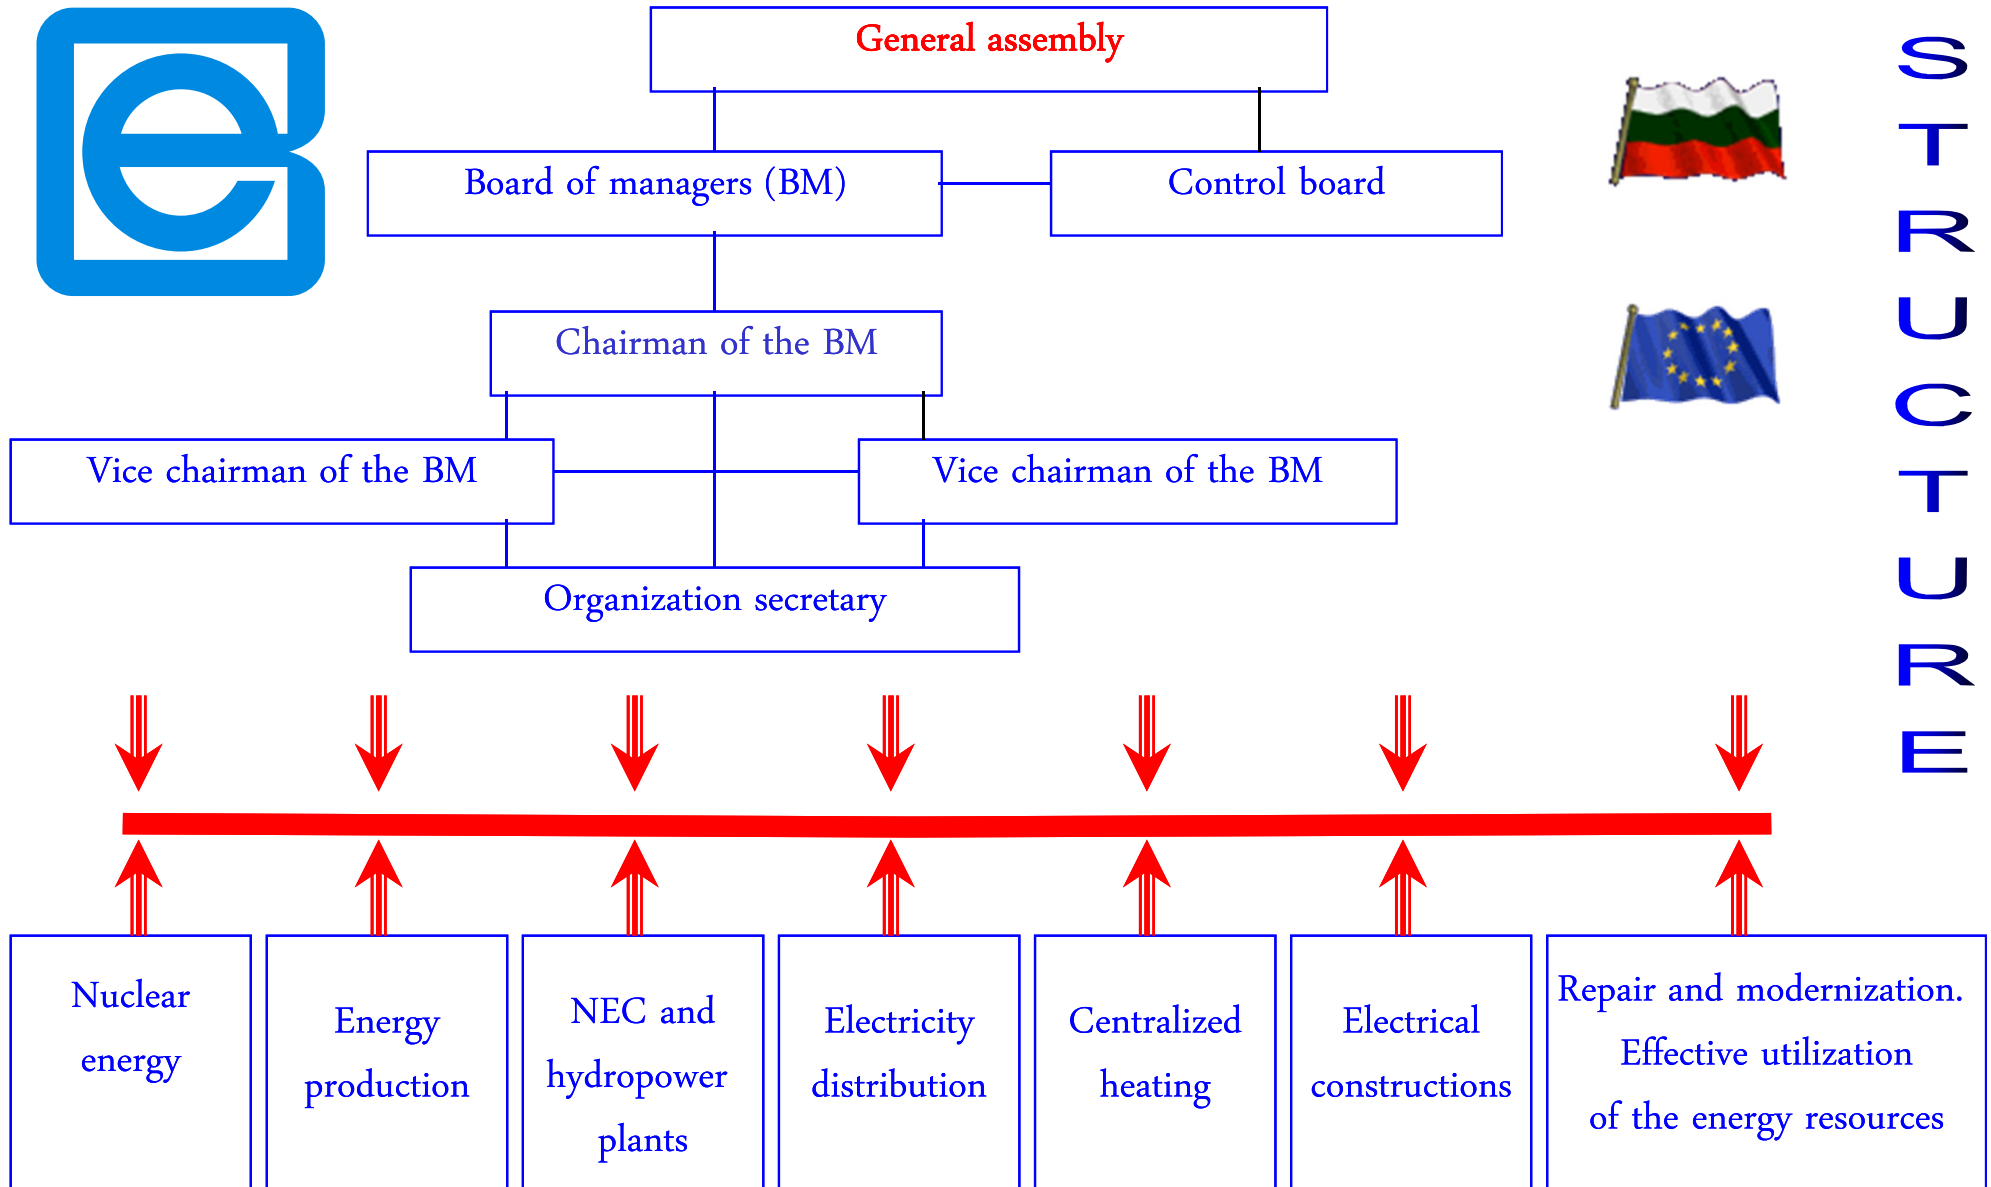 General assembly
Board of managers (BM)
Control board
Chairman of the BM
Vice chairman of the BM
Vice chairman of the BM
Organization secretary
STRUCTURE
Nuclear
energy
Energy
production
NEC and
hydropower
plants
Electricity
distribution
Centralized
heating
Electrical
constructions
Repair and modernization.
Effective utilization
of the energy resources